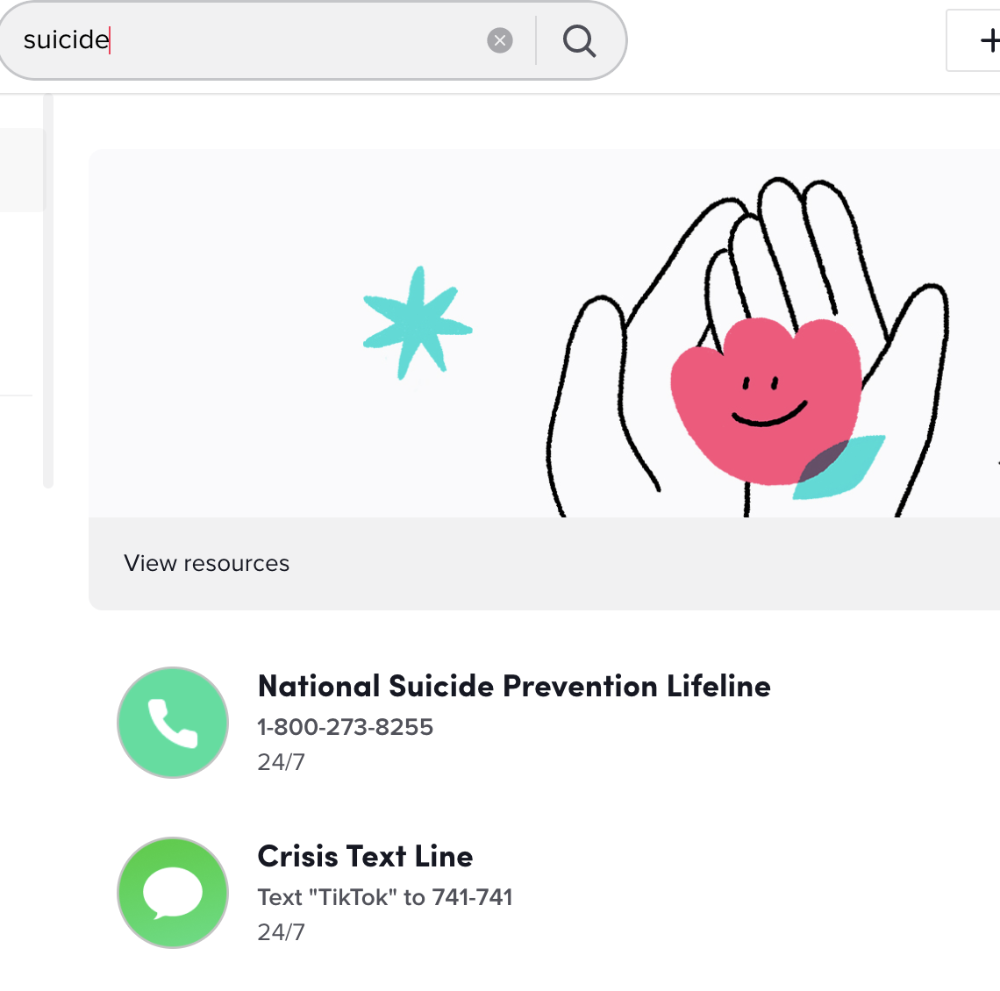 suicide
View resources
National Suicide Prevention Lifeline
1-800-273-8255
24/7
Crisis Text Line
Text "TikTok" to 741-741
24/7